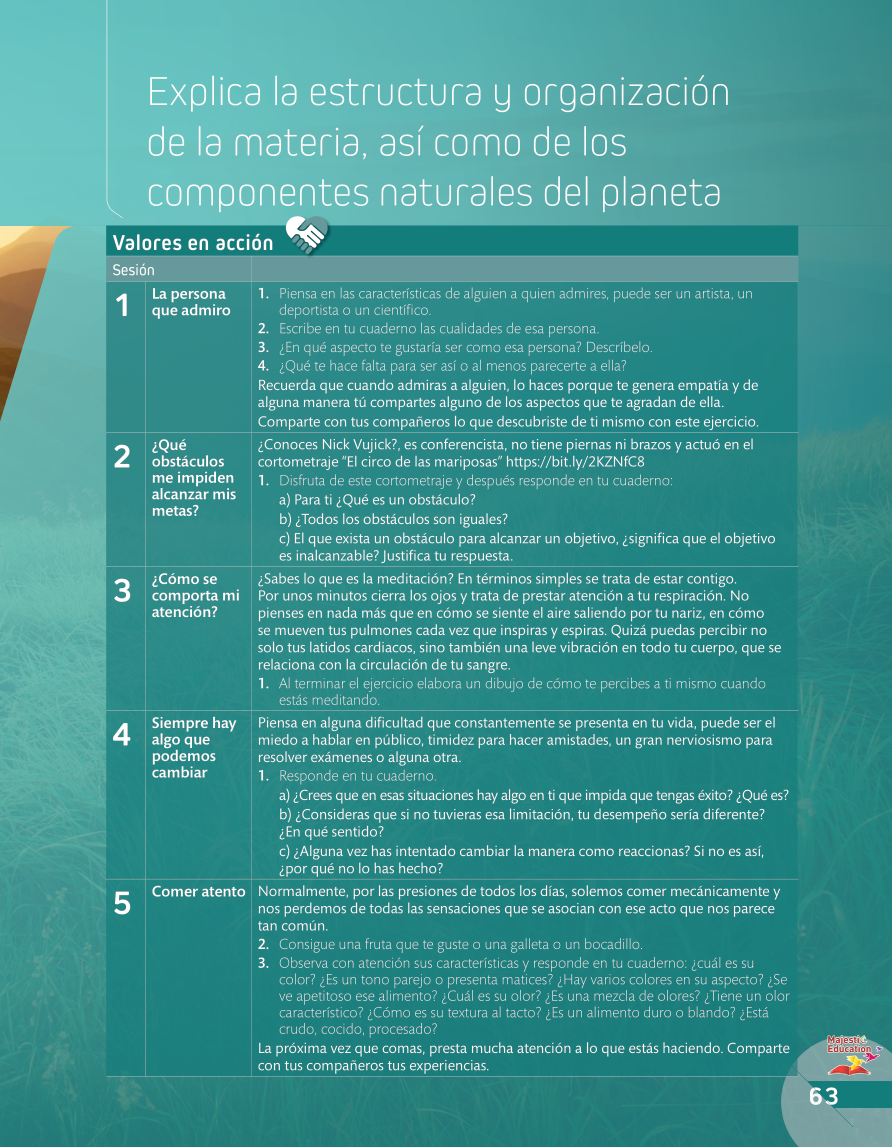 Explica la estructura y organización
de la materia, así como de los
componentes naturales del planeta
Valores en acción
Sesión
1
La persona
que admiro
1. Piensa en las características de alguien a quien admires, puede ser un artista, un
deportista o un científico.
2. Escribe en tu cuaderno las cualidades de esa persona.
3. ¿En qué aspecto te gustaría ser como esa persona? Descríbelo.
4. ¿Qué te hace falta para ser así o al menos parecerte a ella?
Recuerda que cuando admiras a alguien, lo haces porque te genera empatía y de
alguna manera tú compartes alguno de los aspectos que te agradan de ella.
Comparte con tus compañeros lo que descubriste de ti mismo con este ejercicio.
2
¿Qué
obstáculos
me impiden
alcanzar mis
metas?
¿Conoces Nick Vujick?, es conferencista, no tiene piernas ni brazos y actuó en el
cortometraje “El circo de las mariposas” https://bit.ly/2KZNfC8
1. Disfruta de este cortometraje y después responde en tu cuaderno:
a) Para ti ¿Qué es un obstáculo?
b) ¿Todos los obstáculos son iguales?
c) El que exista un obstáculo para alcanzar un objetivo, ¿significa que el objetivo
es inalcanzable? Justifica tu respuesta.
3
¿Cómo se
comporta mi
atención?
¿Sabes lo que es la meditación? En términos simples se trata de estar contigo.
Por unos minutos cierra los ojos y trata de prestar atención a tu respiración. No
pienses en nada más que en cómo se siente el aire saliendo por tu nariz, en cómo
se mueven tus pulmones cada vez que inspiras y espiras. Quizá puedas percibir no
solo tus latidos cardiacos, sino también una leve vibración en todo tu cuerpo, que se
relaciona con la circulación de tu sangre.
1. Al terminar el ejercicio elabora un dibujo de cómo te percibes a ti mismo cuando
estás meditando.
4
Siempre hay
algo que
podemos
cambiar
Piensa en alguna dificultad que constantemente se presenta en tu vida, puede ser el
miedo a hablar en público, timidez para hacer amistades, un gran nerviosismo para
resolver exámenes o alguna otra.
1. Responde en tu cuaderno.
a) ¿Crees que en esas situaciones hay algo en ti que impida que tengas éxito? ¿Qué es?
b) ¿Consideras que si no tuvieras esa limitación, tu desempeño sería diferente?
¿En qué sentido?
c) ¿Alguna vez has intentado cambiar la manera como reaccionas? Si no es así,
¿por qué no lo has hecho?
5
Comer atento
Normalmente, por las presiones de todos los días, solemos comer mecánicamente y
nos perdemos de todas las sensaciones que se asocian con ese acto que nos parece
tan común.
2. Consigue una fruta que te guste o una galleta o un bocadillo.
3. Observa con atención sus características y responde en tu cuaderno: ¿cuál es su
color? ¿Es un tono parejo o presenta matices? ¿Hay varios colores en su aspecto? ¿Se
ve apetitoso ese alimento? ¿Cuál es su olor? ¿Es una mezcla de olores? ¿Tiene un olor
característico? ¿Cómo es su textura al tacto? ¿Es un alimento duro o blando? ¿Está
crudo, cocido, procesado?
La próxima vez que comas, presta mucha atención a lo que estás haciendo. Comparte
con tus compañeros tus experiencias.
Majestic
Education
63